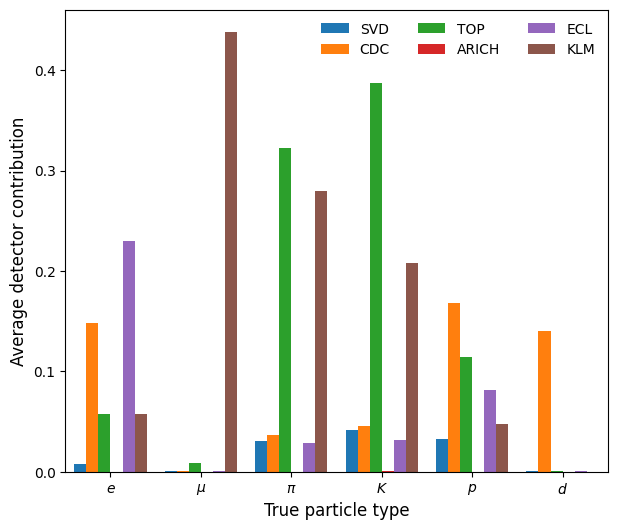 SVD TOP ECL
CDC ARICH KLM
Average detector contribution
0.4
0.3
0.2
0.1
0.0
e μ π K p d
True particle type